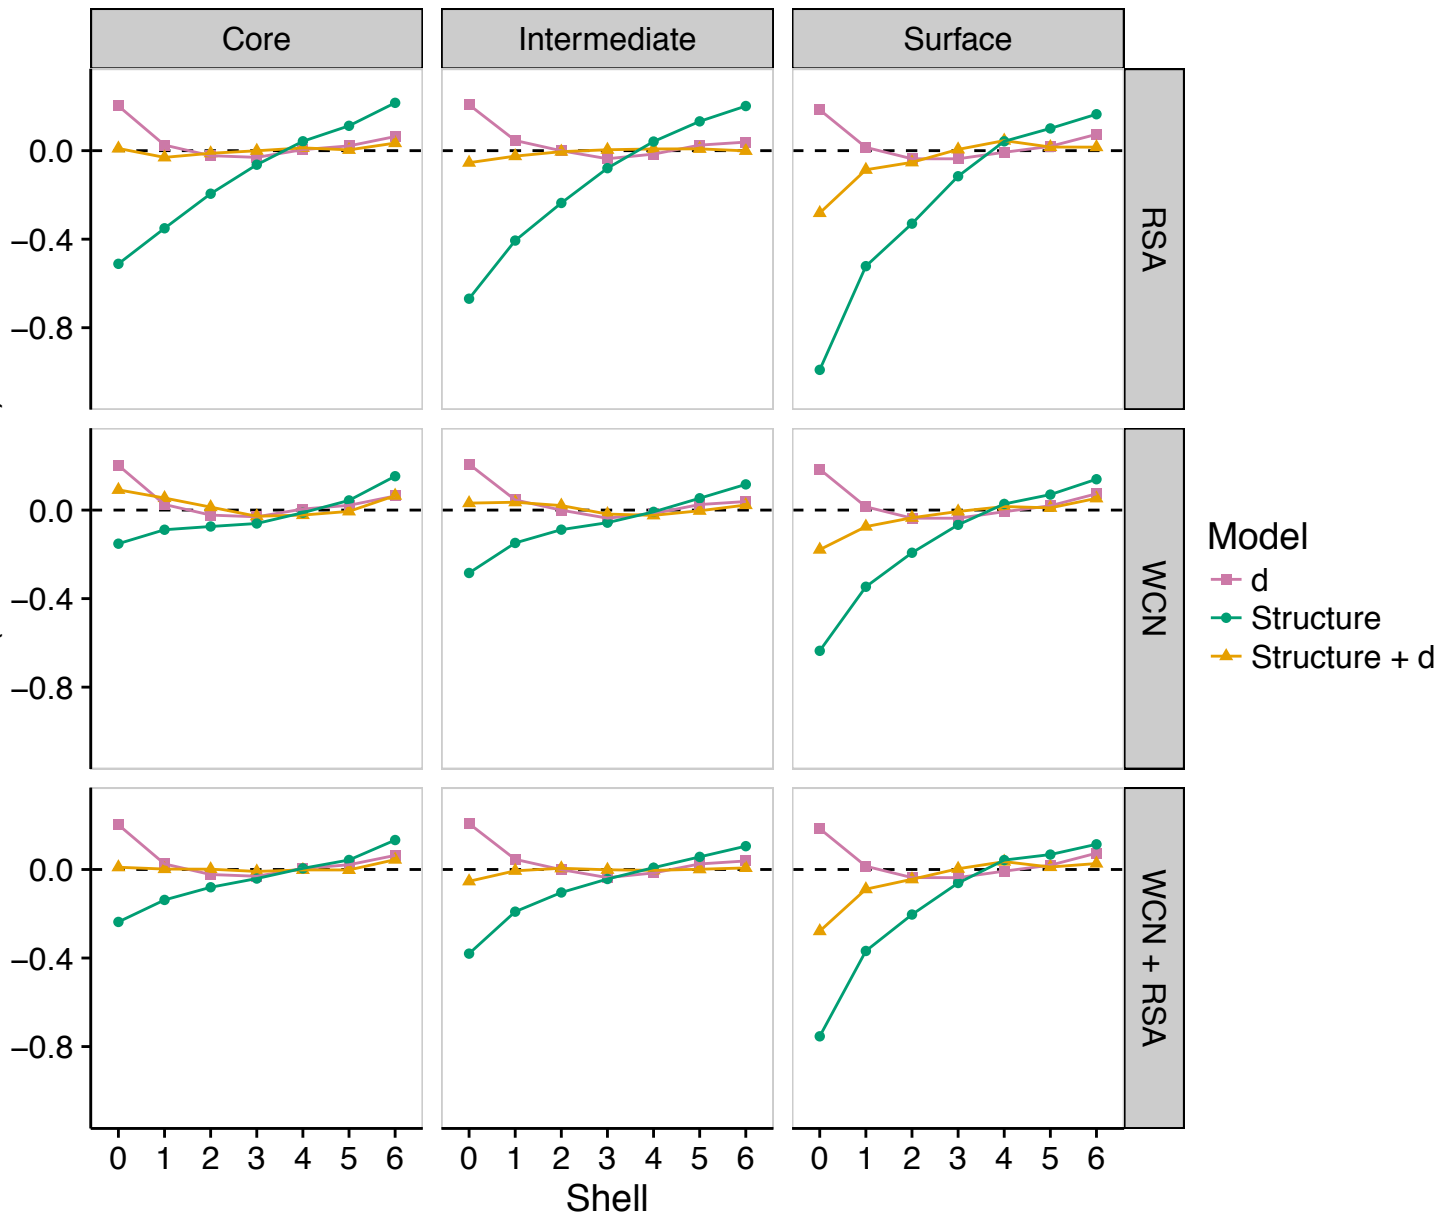 Core Intermediate Surface
0.0
−0.4
−0.8
RSA
0.0
−0.4
−0.8
WCN
0.0
−0.4
−0.8
WCN + RSA
0 1 2 3 4 5 6 0 1 2 3 4 5 6 0 1 2 3 4 5 6
Shell
Model
d
Structure
Structure + d